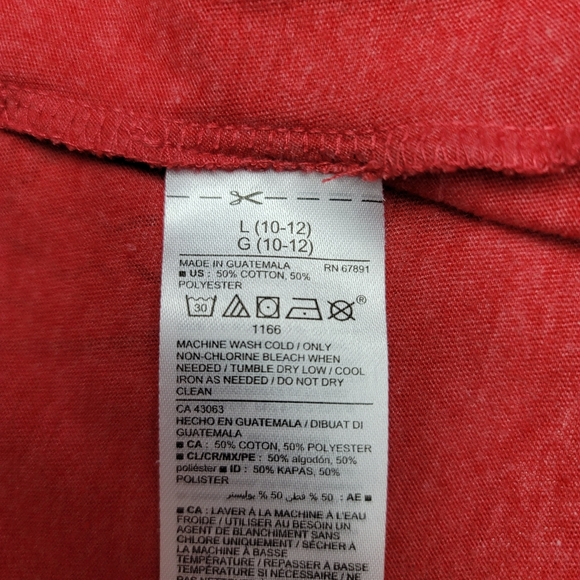 L (10-12)
G (10-12)
MADE IN GUATEMALA RN 67891
■ US : 50% COTTON, 50%
POLYESTER
30 ®
1166
MACHINE WASH COLD / ONLY
NON-CHLORINE BLEACH WHEN
NEEDED / TUMBLE DRY LOW / COOL
IRON AS NEEDED / DO NOT DRY
CLEAN
CA 43063
HECHO EN GUATEMALA / DIBUAT DI
GUATEMALA
■ CA : 50% COTON, 50% POLYESTER
■ CL/CR/MX/PE : 50% algodón, 50%
poliéster ■ ID : 50% KAPAS, 50%
POLISTER
■ AE : 50 % قطن 50 % بوليستر
■ CA : LAVER À LA MACHINE À L'EAU
FROIDE / UTILISER AU BESOIN UN
AGENT DE BLANCHIMENT SANS
CHLORE UNIQUEMENT / SÉCHER À
LA MACHINE À BASSE
TEMPÉRATURE / REPASSER À BASSE
TEMPÉRATURE SI NÉCESSAIRE / NE
PAS